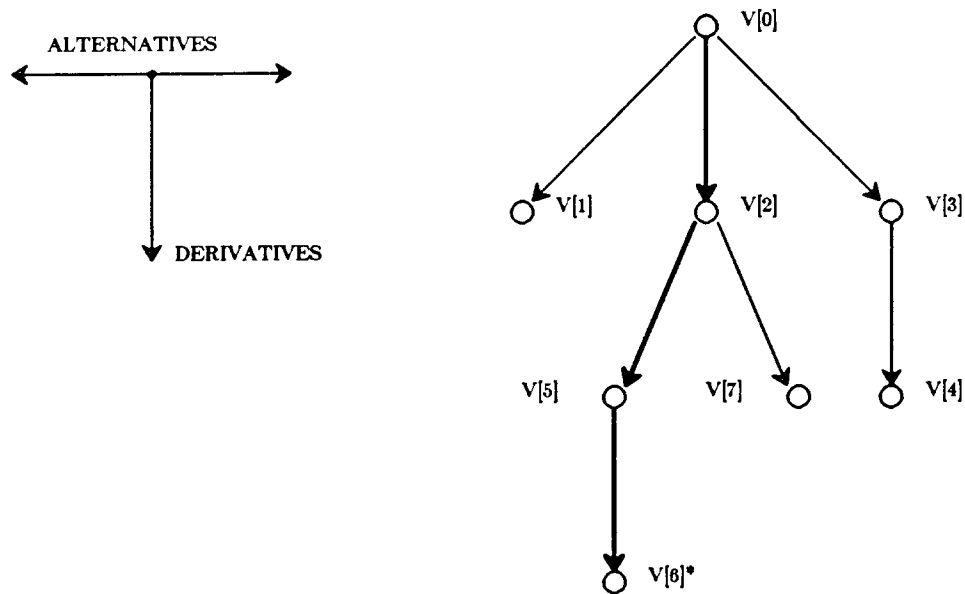 ALTERNATIVES
DERIVATIVES
V[0]
V[1]
V[2]
V[3]
V[5]
V[7]
V[4]
V[6]*